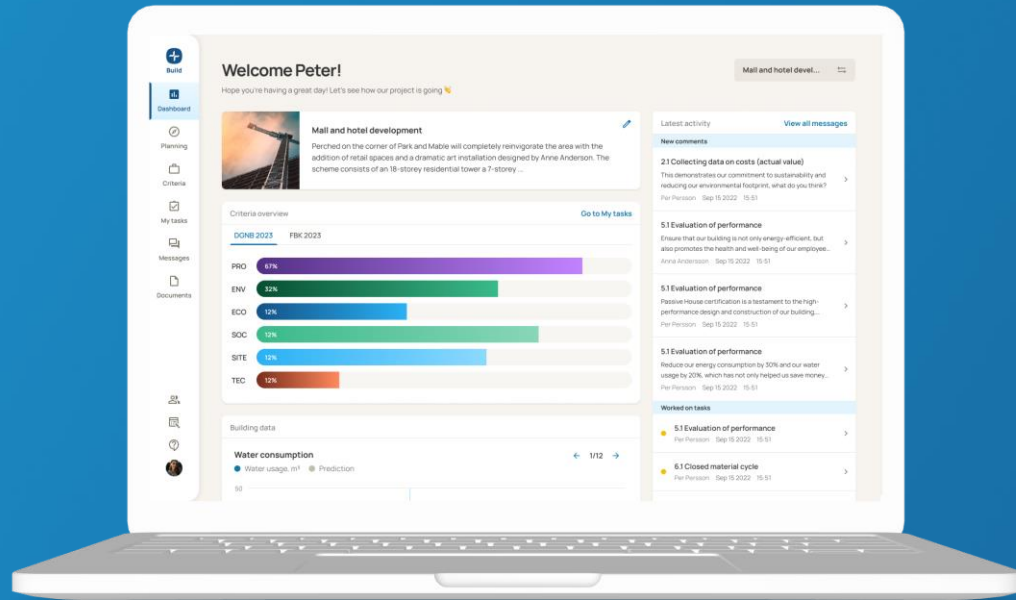 Build
Dashboard
Planning
Criteria
My tasks
Messages
Documents
Welcome Peter!
Hope you're having a great day! Let's see how our project is going 👋
Mall and hotel devel...
Mall and hotel development
Perched on the corner of Park and Mable will completely reinvigorate the area with the
addition of retail spaces and a dramatic art installation designed by Anne Anderson. The
scheme consists of an 18-storey residential tower a 7-storey ...
Criteria overview
Go to My tasks
DGNB 2023
FBK 2023
PRO 67%
ENV 32%
ECO 12%
SOC 12%
SITE 12%
TEC 12%
Building data
Water consumption
1/12
Water usage, m³
Prediction
50
Latest activity
View all messages
New comments
2.1 Collecting data on costs (actual value)
This demonstrates our commitment to sustainability and
reducing our environmental footprint, what do you think?
Per Persson Sep 15 2022 15:51
5.1 Evaluation of performance
Ensure that our building is not only energy-efficient, but
also promotes the health and well-being of our employee...
Anna Andersson Sep 15 2022 15:51
5.1 Evaluation of performance
Passive House certification is a testament to the high-
performance design and construction of our building...
Per Persson Sep 15 2022 15:51
5.1 Evaluation of performance
Reduce our energy consumption by 30% and our water
usage by 20%, which has not only helped us save money...
Per Persson Sep 15 2022 15:51
Worked on tasks
5.1 Evaluation of performance
Per Persson Sep 15 2022 15:51
6.1 Closed material cycle
Per Persson Sep 15 2022 15:51